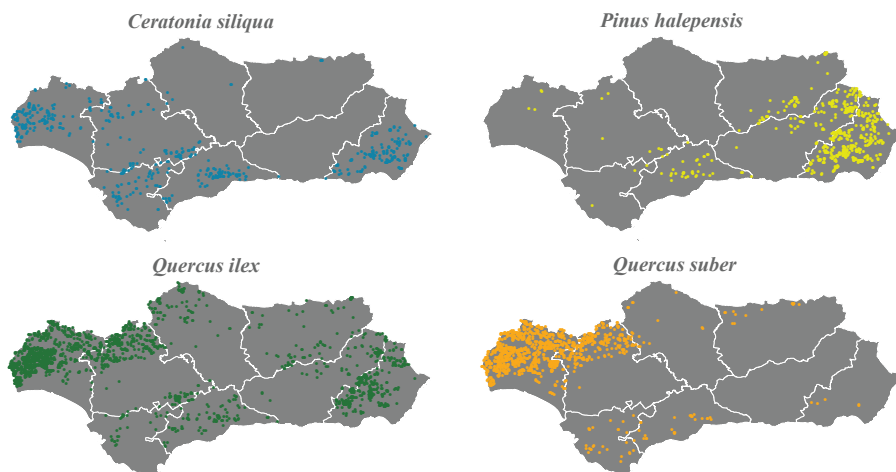 Ceratonia siliqua
Pinus halepensis
Quercus ilex
Quercus suber